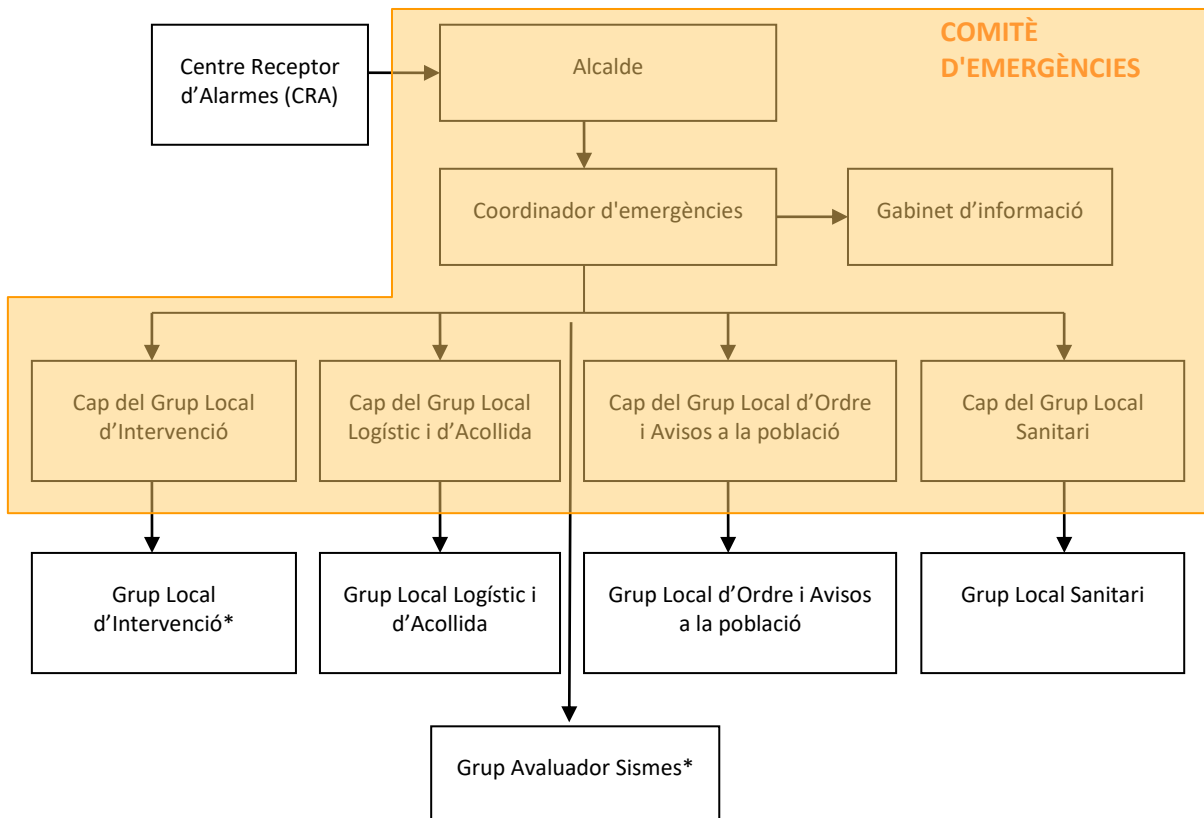 COMITÈ
D'EMERGÈNCIES
Centre Receptor
d’Alarmes (CRA)
Alcalde
Coordinador d'emergències
Gabinet d’informació
Cap del Grup Local
d’Intervenció
Cap del Grup Local
Logístic i d’Acollida
Cap del Grup Local d’Ordre
i Avisos a la població
Cap del Grup Local
Sanitari
Grup Local
d’Intervenció*
Grup Local Logístic i
d’Acollida
Grup Local d’Ordre i Avisos
a la població
Grup Local Sanitari
Grup Avaluador Sismes*